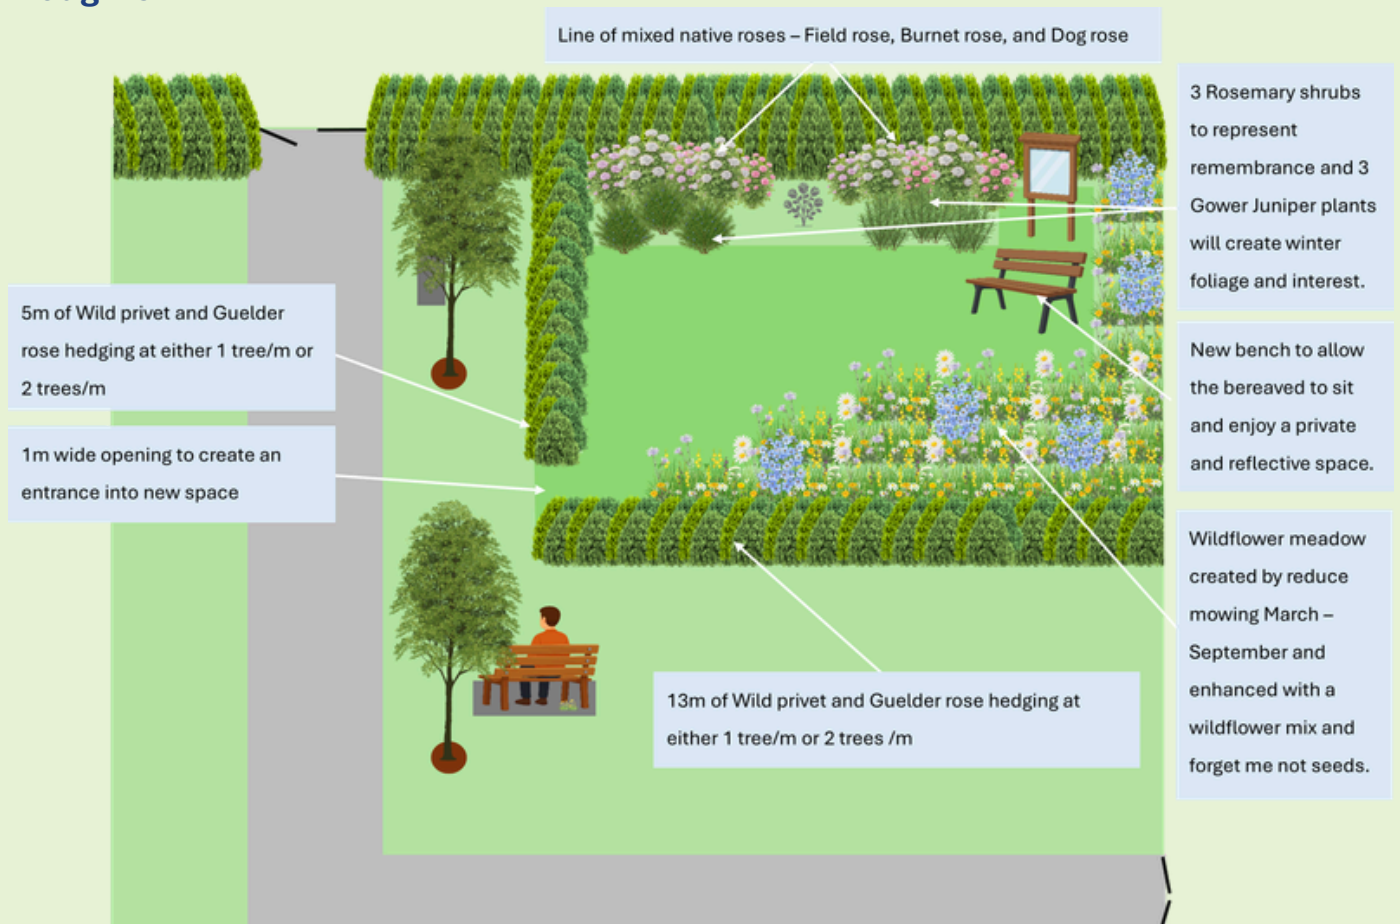 Line of mixed native roses – Field rose, Burnet rose, and Dog rose
3 Rosemary shrubs
to represent
remembrance and 3
Gower Juniper plants
will create winter
foliage and interest.
5m of Wild privet and Guelder
rose hedging at either 1 tree/m or
2 trees/m
New bench to allow
the bereaved to sit
and enjoy a private
and reflective space.
1m wide opening to create an
entrance into new space
Wildflower meadow
created by reduce
mowing March –
September and
enhanced with a
wildflower mix and
forget me not seeds.
13m of Wild privet and Guelder rose hedging at
either 1 tree/m or 2 trees /m